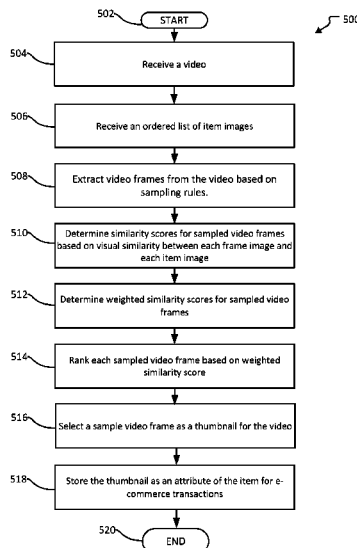 502
START
500
504
Receive a video
506
Receive an ordered list of item images
508
Extract video frames from the video based on
sampling rules.
510
Determine similarity scores for sampled video frames
based on visual similarity between each frame image and
each item image
512
Determine weighted similarity scores for sampled video
frames
514
Rank each sampled video frame based on weighted
similarity score
516
Select a sample video frame as a thumbnail for the video
518
Store the thumbnail as an attribute of the item for e-
commerce transactions
520
END